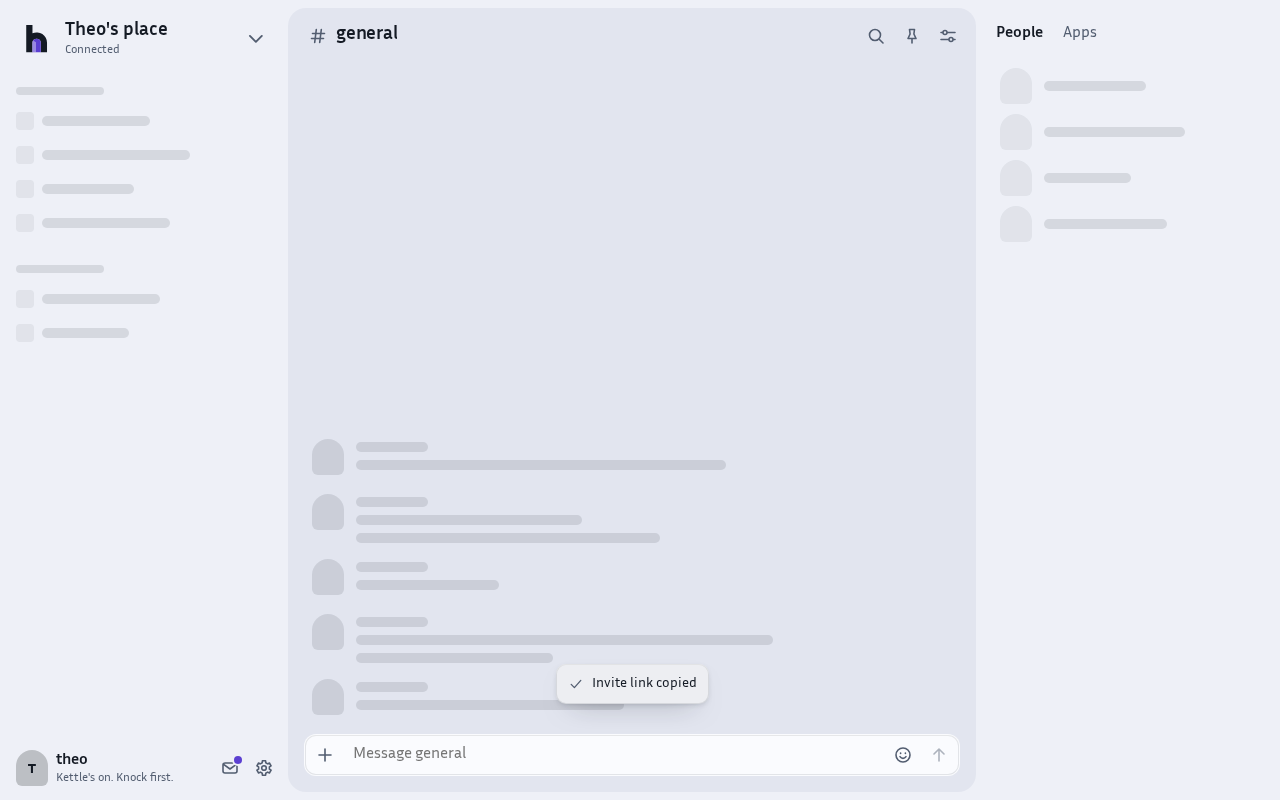 Theo's place
Connected
general
People
Apps
Invite link copied
Message general
T
theo
Kettle's on. Knock first.